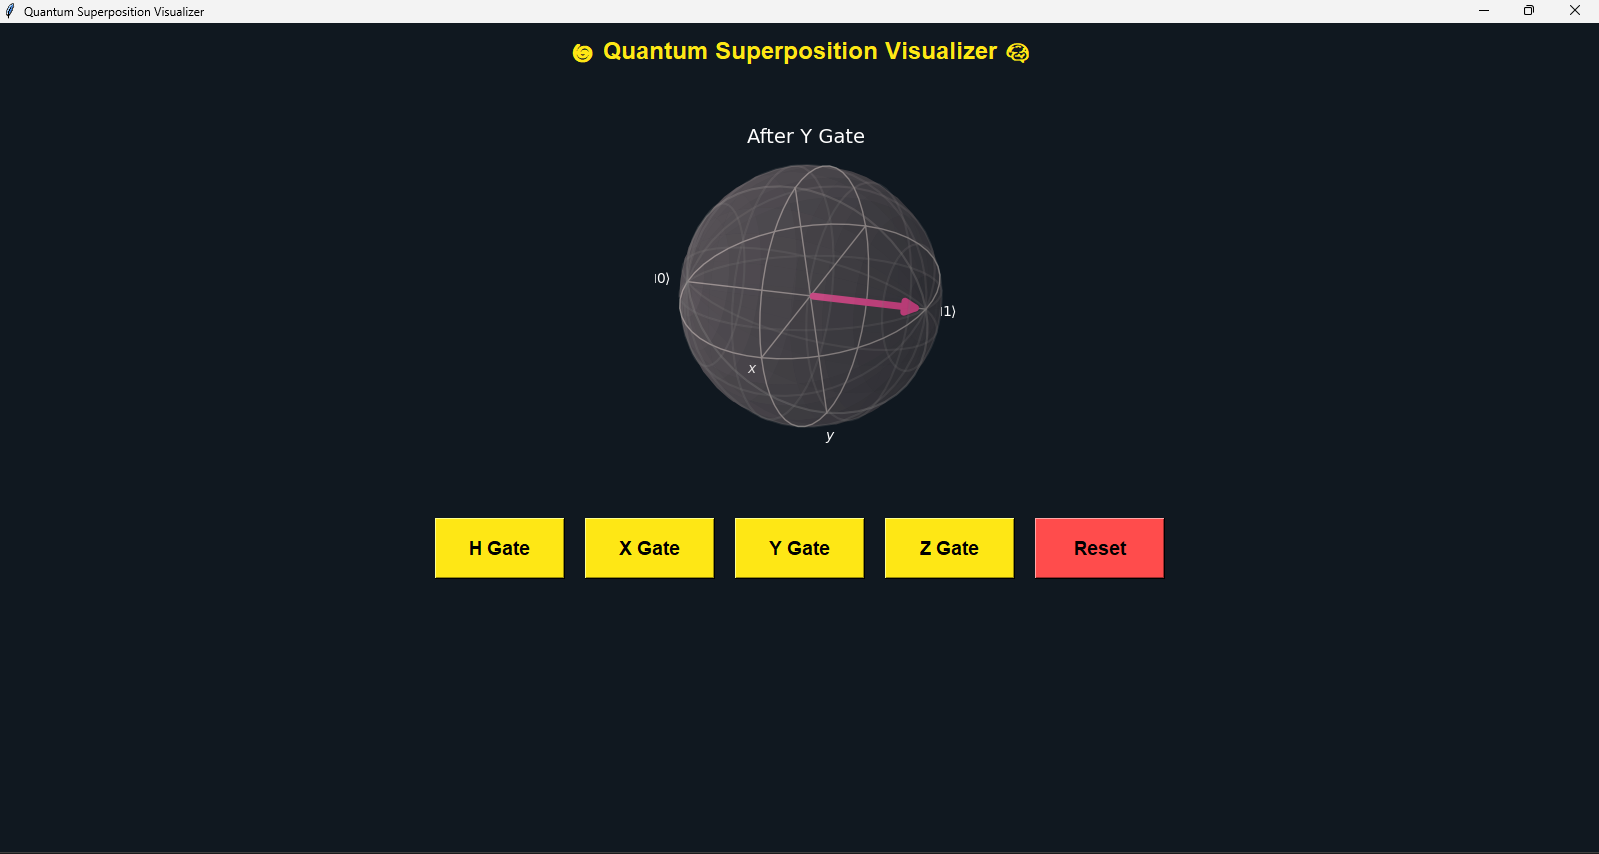 Quantum Superposition Visualizer
Quantum Superposition Visualizer
After Y Gate
|0⟩
|1⟩
x
y
H Gate
X Gate
Y Gate
Z Gate
Reset